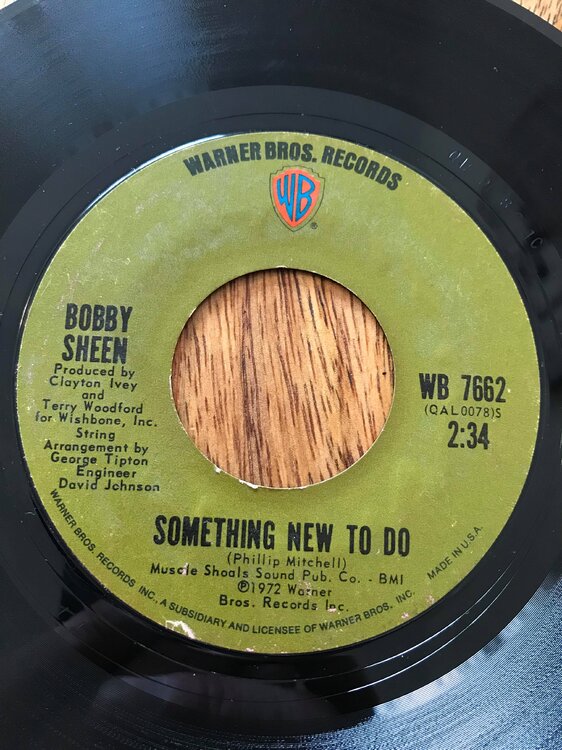 WARNER BROS. RECORDS
WB
®
BOBBY
SHEEN
Produced by
Clayton Ivey
and
Terry Woodford
for Wishbone, Inc.
String
Arrangement by
George Tipton
Engineer
David Johnson
WB 7662
(QAL0078)S
2:34
SOMETHING NEW TO DO
(Phillip Mitchell)
Muscle Shoals Sound Pub. Co. - BMI
℗1972 Warner
Bros. Records Inc.
WARNER BROS. RECORDS INC. A SUBSIDIARY AND LICENSEE OF WARNER BROS. INC. MADE IN U.S.A.